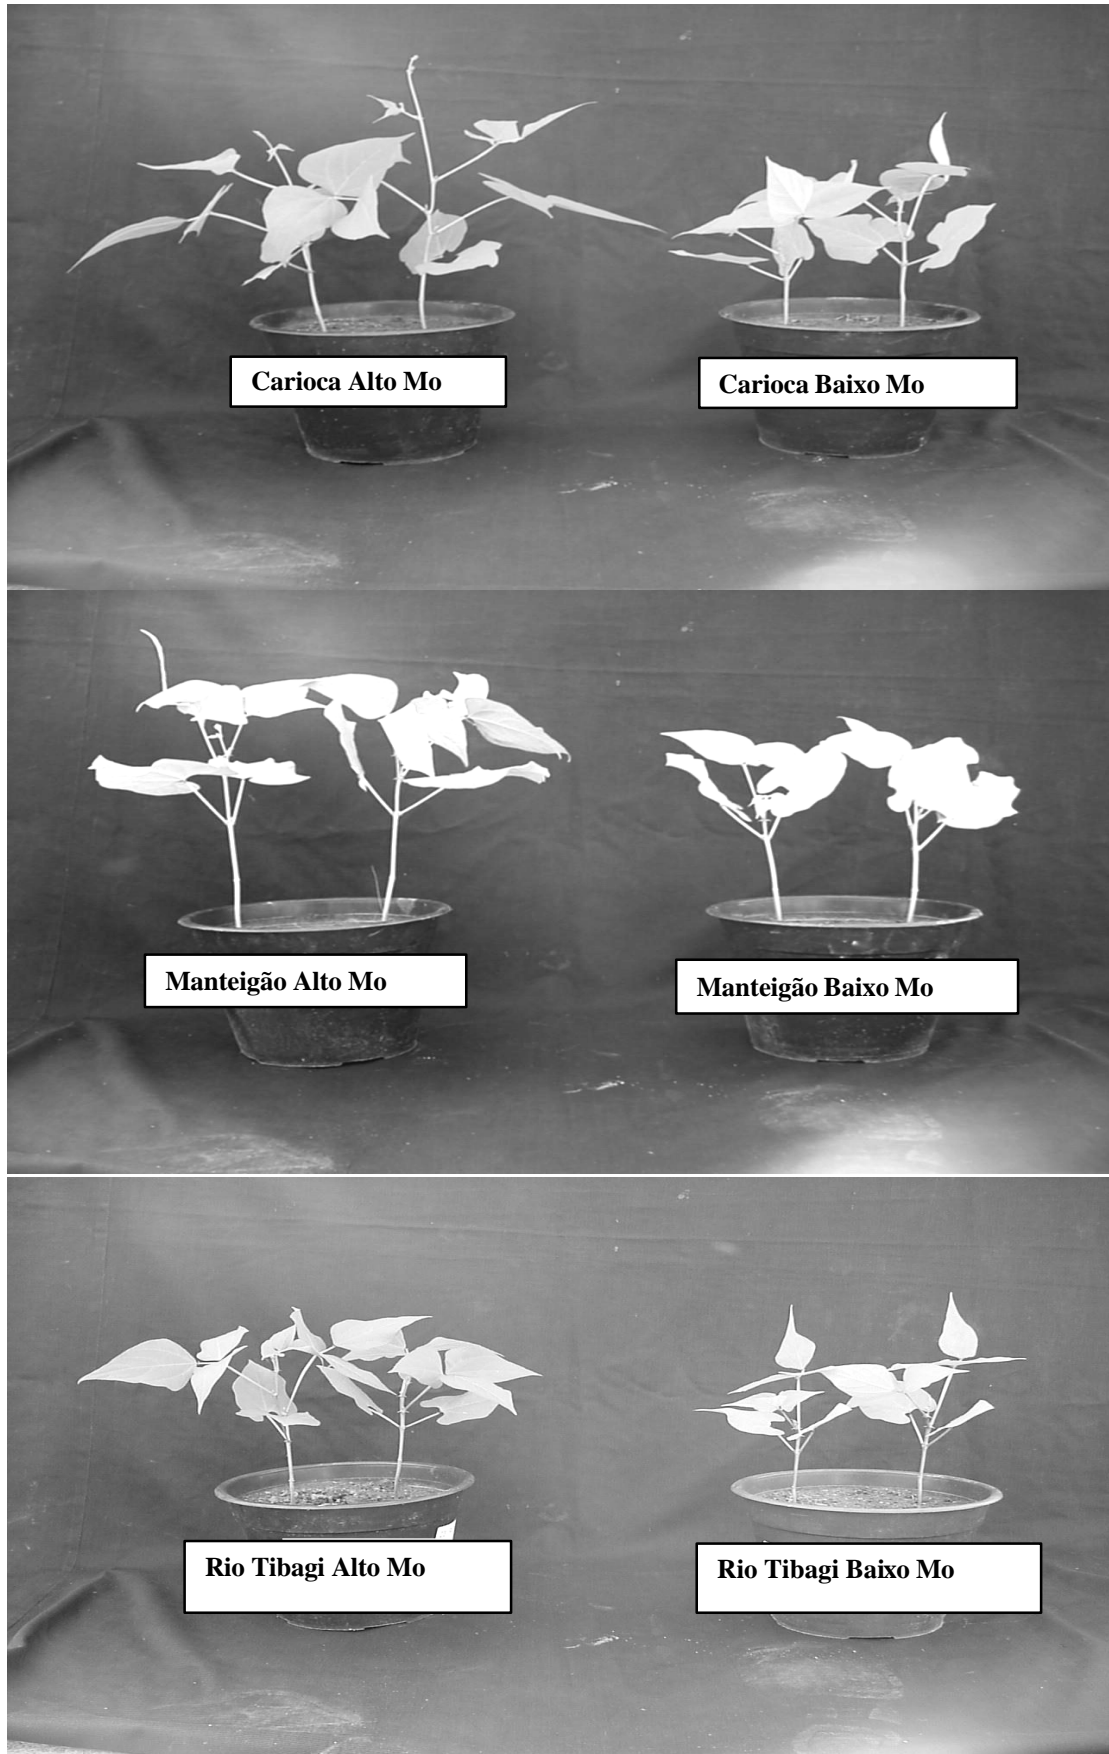 Carioca Alto Mo
Carioca Baixo Mo
Manteigão Alto Mo
Manteigão Baixo Mo
Rio Tibagi Alto Mo
Rio Tibagi Baixo Mo